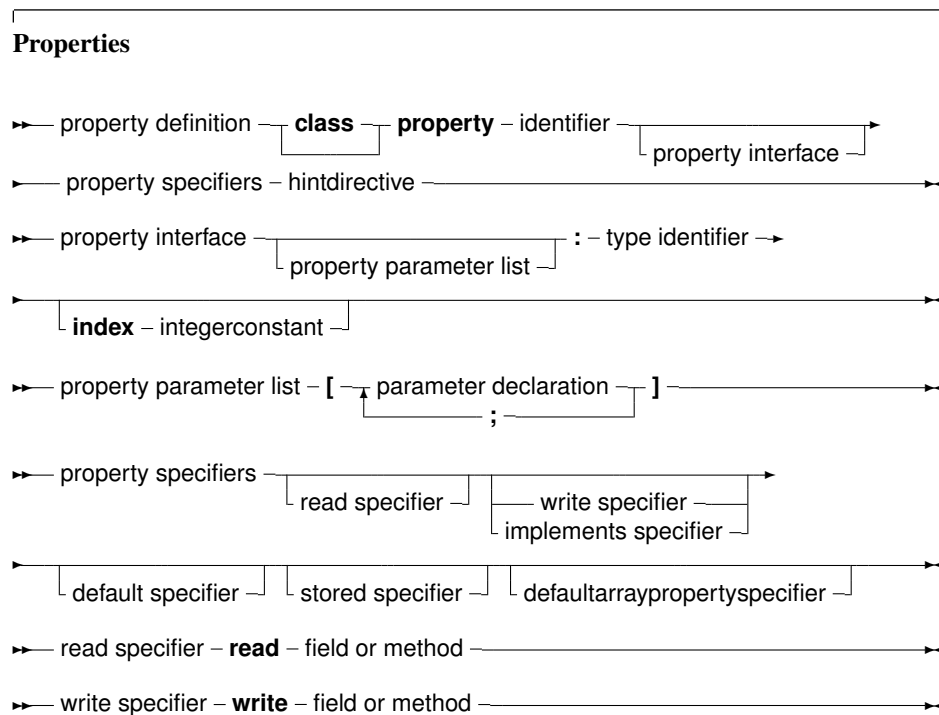 Properties
property definition class property identifier
property interface
property specifiers hintdirective
property interface : type identifier
property parameter list
index integerconstant
property parameter list [ parameter declaration ]
;
property specifiers
read specifier write specifier
implements specifier
default specifier stored specifier defaultarraypropertyspecifier
read specifier read field or method
write specifier write field or method